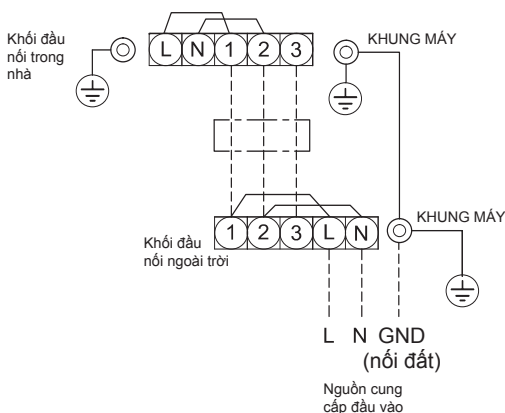 Khối đầu
nối trong
nhà
L N 1 2 3
KHUNG MÁY
1 2 3 L N
KHUNG MÁY
Khối đầu
nối ngoài trời
L N GND
(nối đất)
Nguồn cung
cấp đầu vào